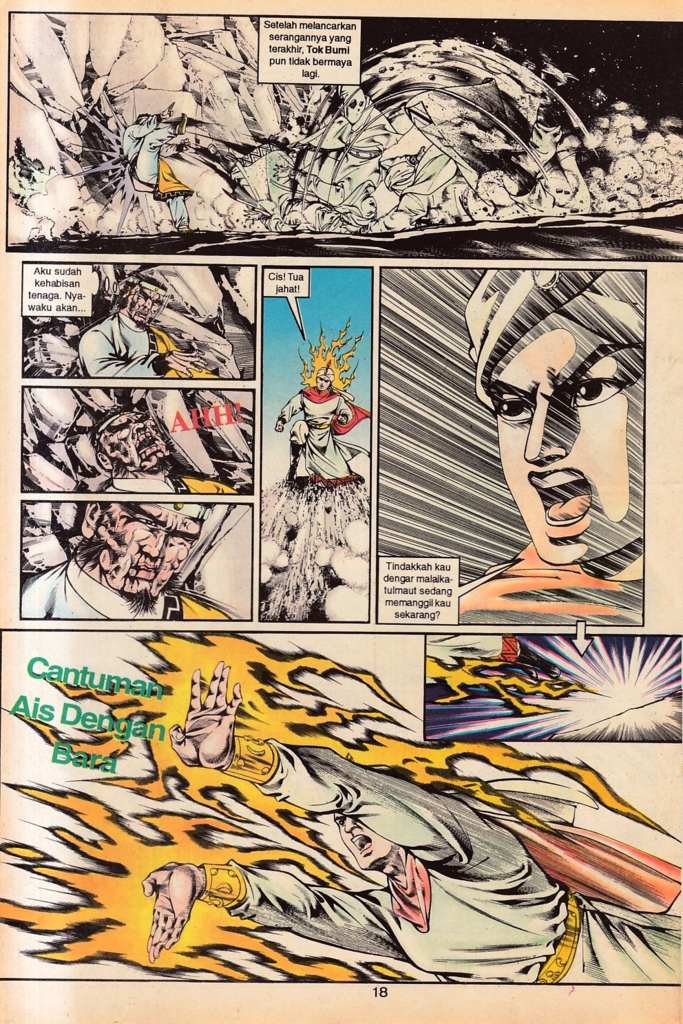 Setelah melancarkan
serangannya yang
terakhir, Tok Bumi
pun tidak bermaya
lagi.
Aku sudah
kehabisan
tenaga. Nya-
waku akan...
AHH!
Cis! Tua
jahat!
Tindakkah kau
dengar malaika-
tulmaut sedang
memanggil kau
sekarang?
Cantuman
Ais Dengan
Bara
18